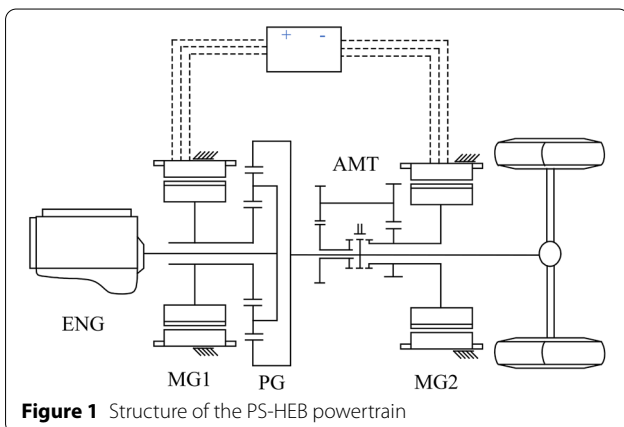 + -
AMT
ENG
MG1
PG
MG2
Figure 1 Structure of the PS-HEB powertrain